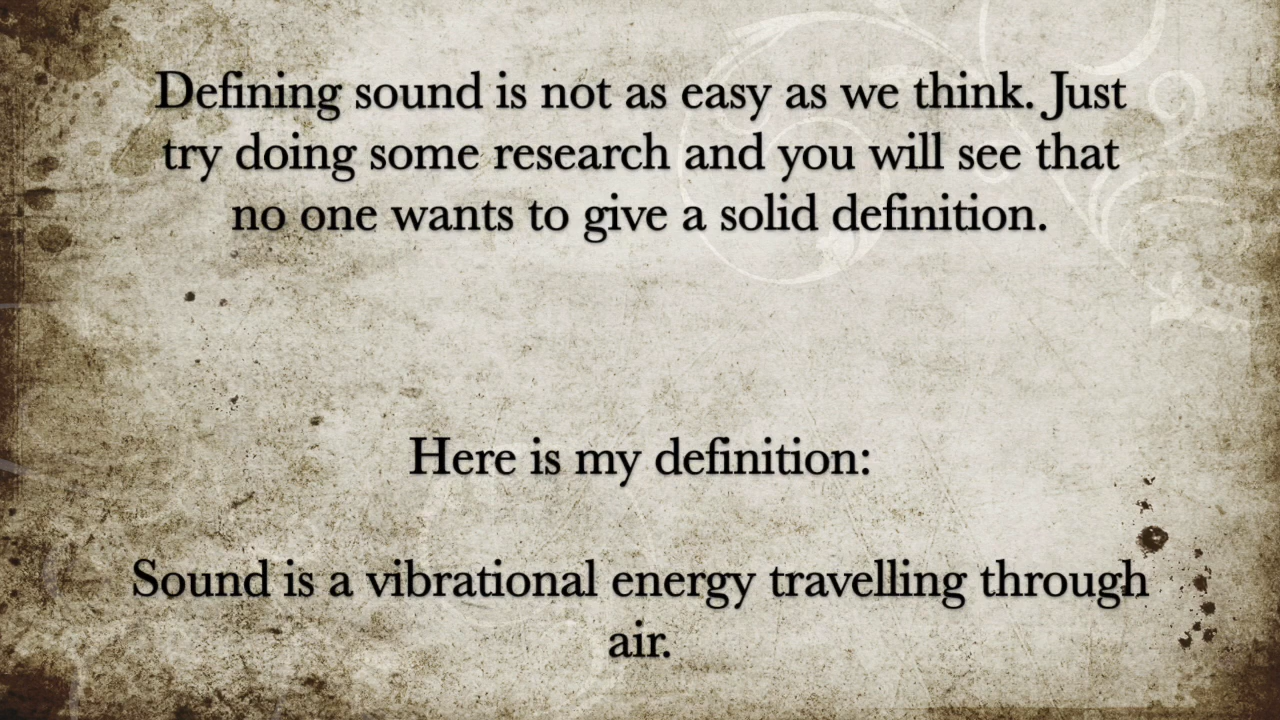 Defining sound is not as easy as we think. Just
try doing some research and you will see that
no one wants to give a solid definition.
Here is my definition:
Sound is a vibrational energy travelling through
air.